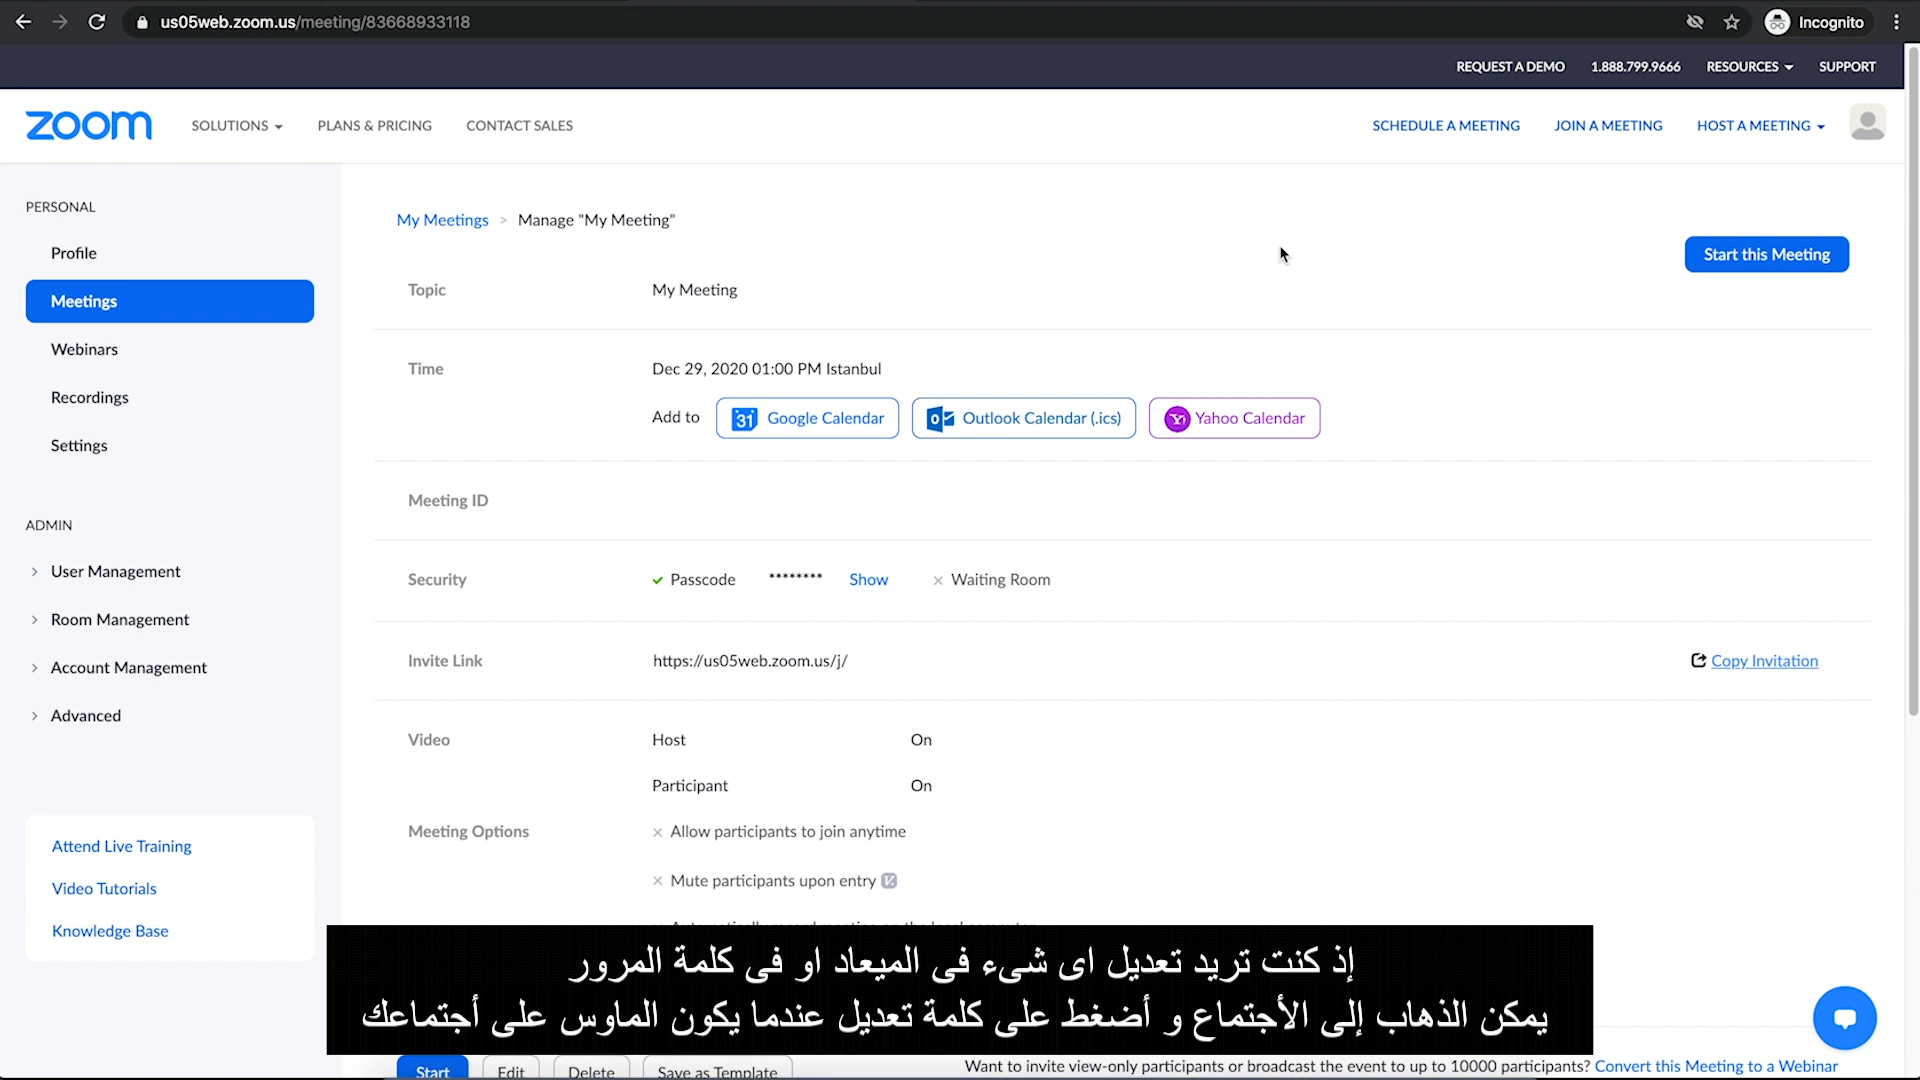 us05web.zoom.us/meeting/83668933118
Incognito
REQUEST A DEMO 1.888.799.9666 RESOURCES SUPPORT
zoom SOLUTIONS PLANS & PRICING CONTACT SALES SCHEDULE A MEETING JOIN A MEETING HOST A MEETING
PERSONAL
Profile
Meetings
Webinars
Recordings
Settings
ADMIN
User Management
Room Management
Account Management
Advanced
Attend Live Training
Video Tutorials
Knowledge Base
My Meetings > Manage "My Meeting"
Start this Meeting
Topic My Meeting
Time Dec 29, 2020 01:00 PM Istanbul
Add to 31 Google Calendar Outlook Calendar (.ics) Yahoo Calendar
Meeting ID
Security Passcode ******** Show Waiting Room
Invite Link https://us05web.zoom.us/j/ Copy Invitation
Video Host On
Participant On
Meeting Options Allow participants to join anytime
Mute participants upon entry
إذ كنت تريد تعديل اى شىء فى الميعاد او فى كلمة المرور
يمكن الذهاب إلى الأجتماع و أضغط على كلمة تعديل عندما يكون الماوس على أجتماعك
Start Edit Delete Save as Template
Want to invite view-only participants or broadcast the event to up to 10000 participants? Convert this Meeting to a Webinar